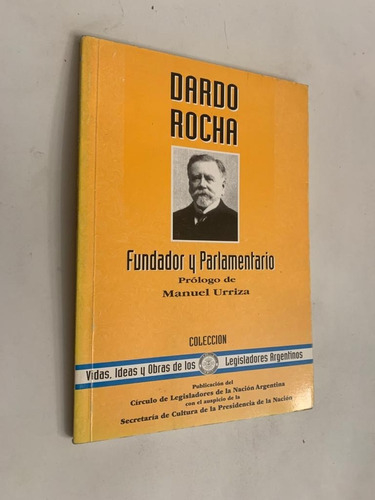 DARDO
ROCHA
Fundador y Parlamentario
Prólogo de
Manuel Urriza
COLECCION
Vidas, Ideas y Obras de los Legisladores Argentinos
Publicación del
Círculo de Legisladores de la Nación Argentina
con el auspicio de la
Secretaría de Cultura de la Presidencia de la Nación